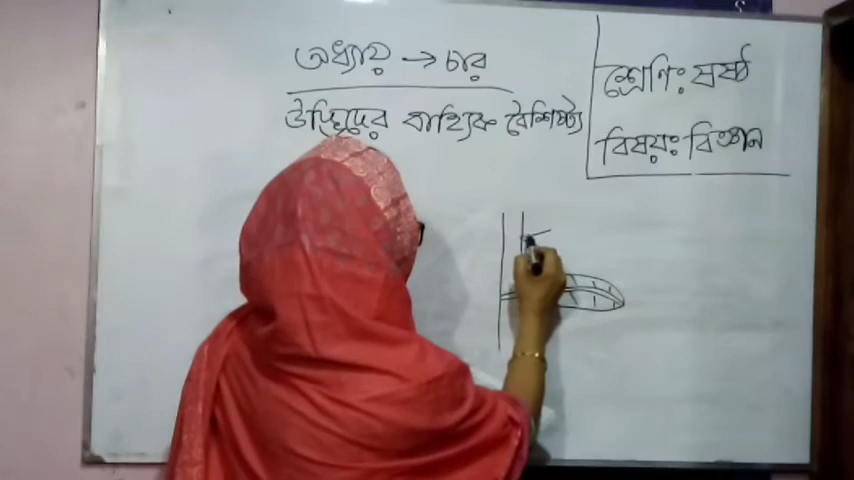 অধ্যায় → চার
উদ্ভিদের বাহ্যিক বৈশিষ্ট্য
শ্রেণি: ষষ্ঠ
বিষয়: বিজ্ঞান